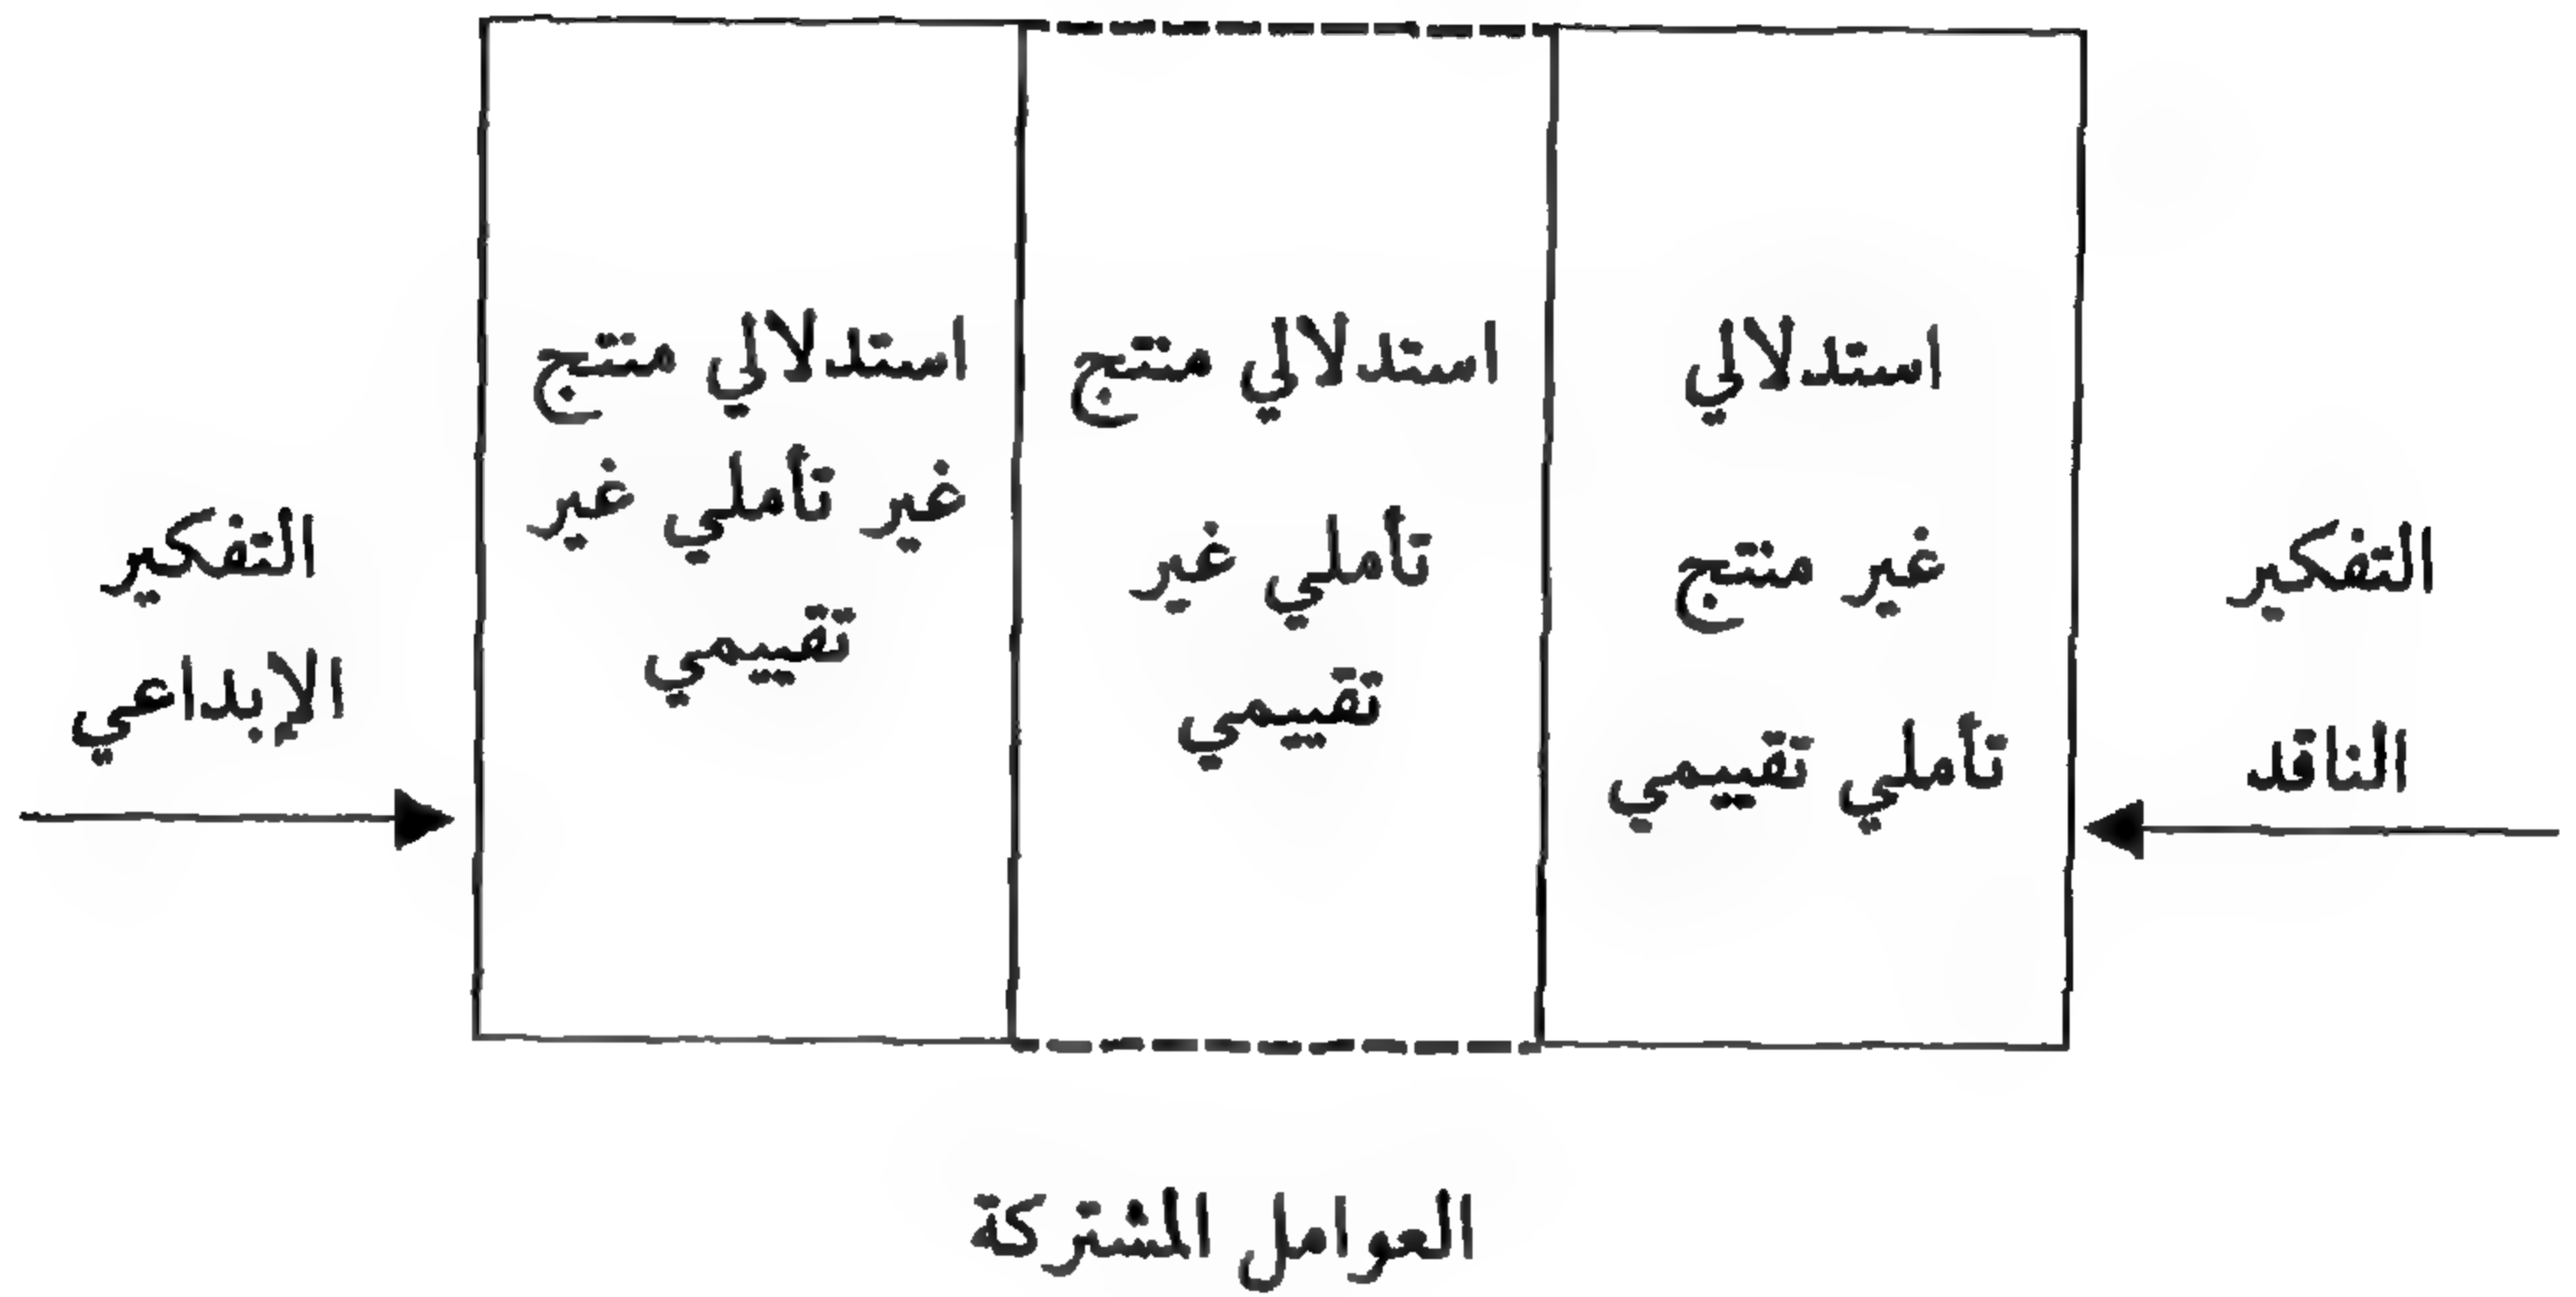 التفكير
الناقد
استدلالي
غير منتج
تأملي تقييمي
استدلالي منتج
تأملي غير
تقييمي
استدلالي منتج
غير تأملي غير
تقييمي
التفكير
الإبداعي
العوامل المشتركة